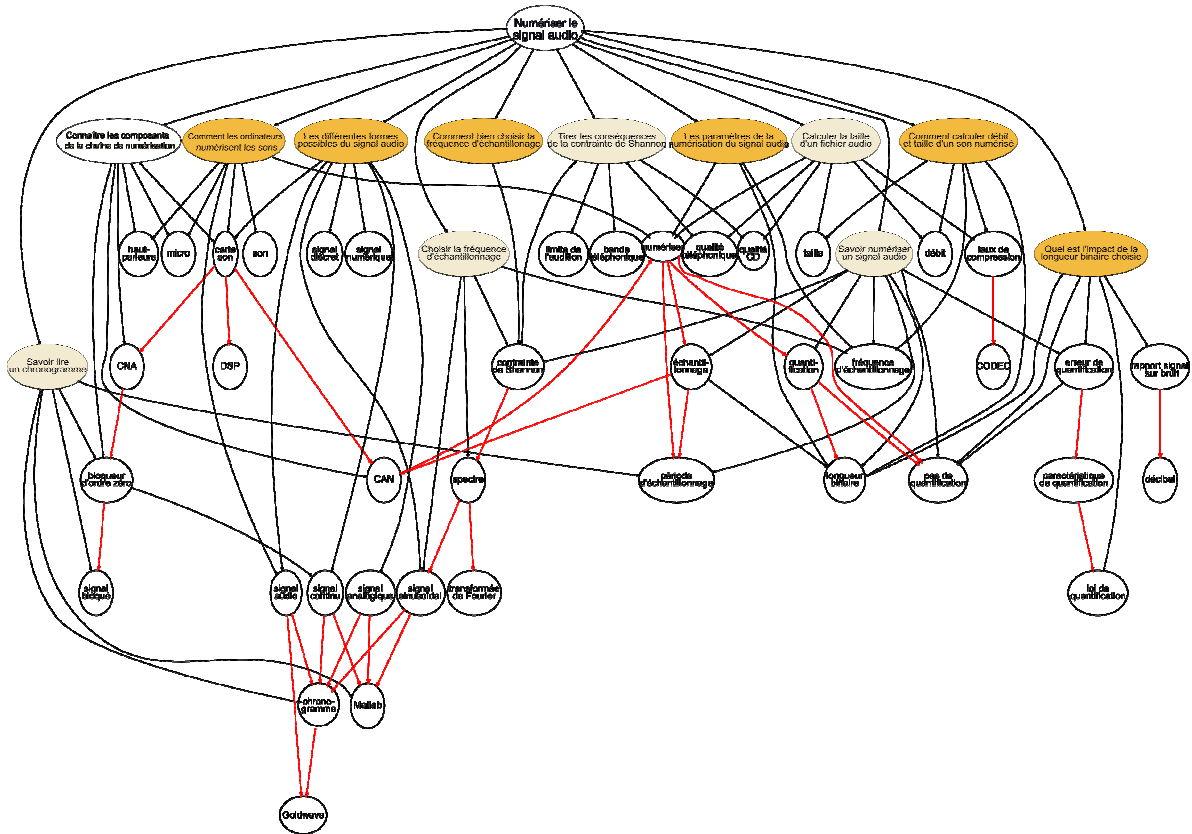 Numériser le
signal audio
Connaître les composants
de la chaîne de numérisation
Comment les ordinateurs
numérisent les sons
Les différentes formes
possibles du signal audio
Comment bien choisir la
fréquence d'échantillonage
Tirer les conséquences
de la contrainte de Shannon
Les paramètres de la
numérisation du signal audio
Calculer la taille
d'un fichier audio
Comment calculer débit
et taille d'un son numérisé
haut-
parleurs
micro
carte
son
son
signal
discret
signal
numérique
Choisir la fréquence
d'échantillonnage
limite de
l'audition
bande
téléphonique
numériser
qualité
téléphonique
qualité
CD
taille
Savoir numériser
un signal audio
débit
taux de
compression
Quel est l'impact de la
longueur binaire choisie
Savoir lire
un chronogramme
CNA
DSP
contrainte
de Shannon
échanti-
llonnage
quanti-
fication
fréquence
d'échantillonnage
CODEC
erreur de
quantification
rapport signal
sur bruit
bloqueur
d'ordre zéro
CAN
spectre
période
d'échantillonnage
longueur
binaire
pas de
quantification
caractéristique
de quantification
décibel
signal
bloqué
signal
audio
signal
continu
signal
analogique
signal
sinusoïdal
transformée
de Fourier
loi de
quantification
chrono-
gramme
Matlab
Goldwave